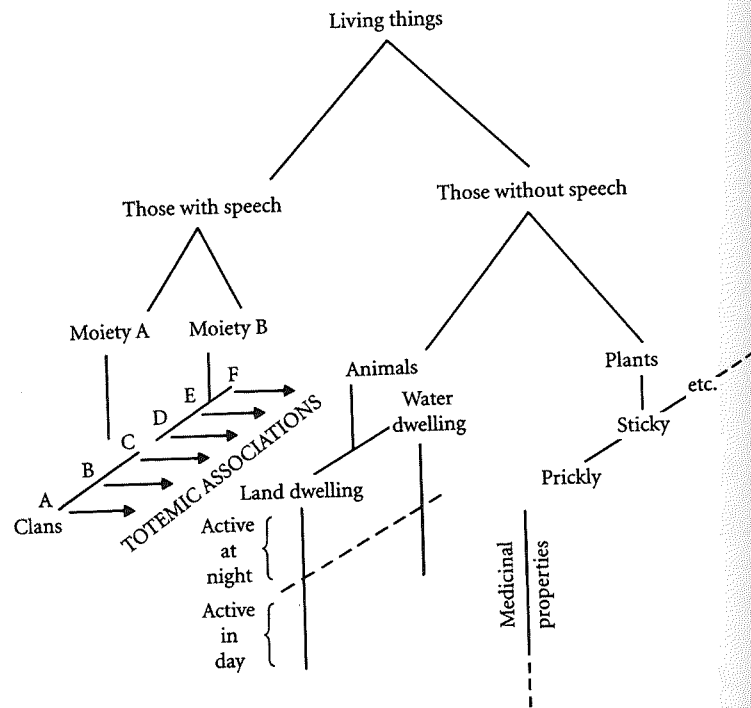 Living things
Those with speech
Those without speech
Moiety A
Moiety B
Animals
Plants
F
E
D
C
B
A
Clans
TOTEMIC ASSOCIATIONS
Water
dwelling
etc.
Sticky
Prickly
Land dwelling
Active
at
night
Active
in
day
Medicinal
properties